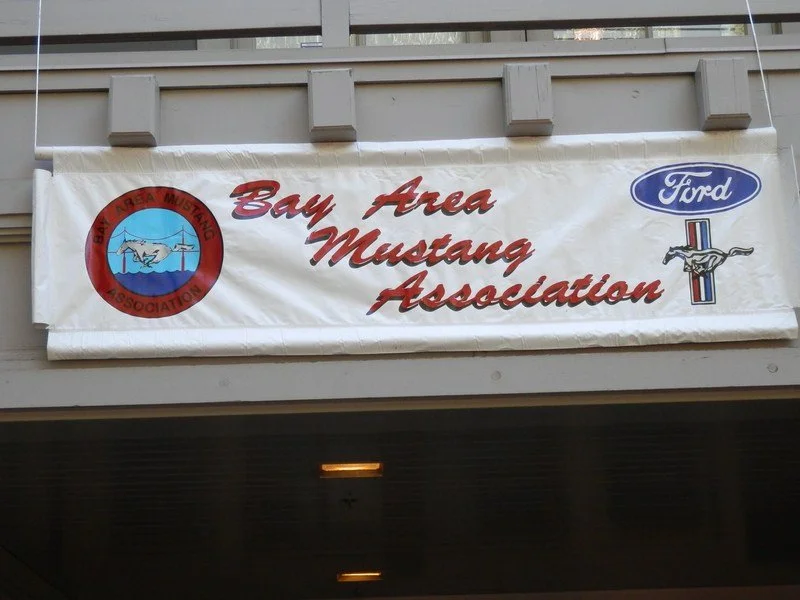 BAY AREA MUSTANG
ASSOCIATION
Bay Area
Mustang
Association
Ford